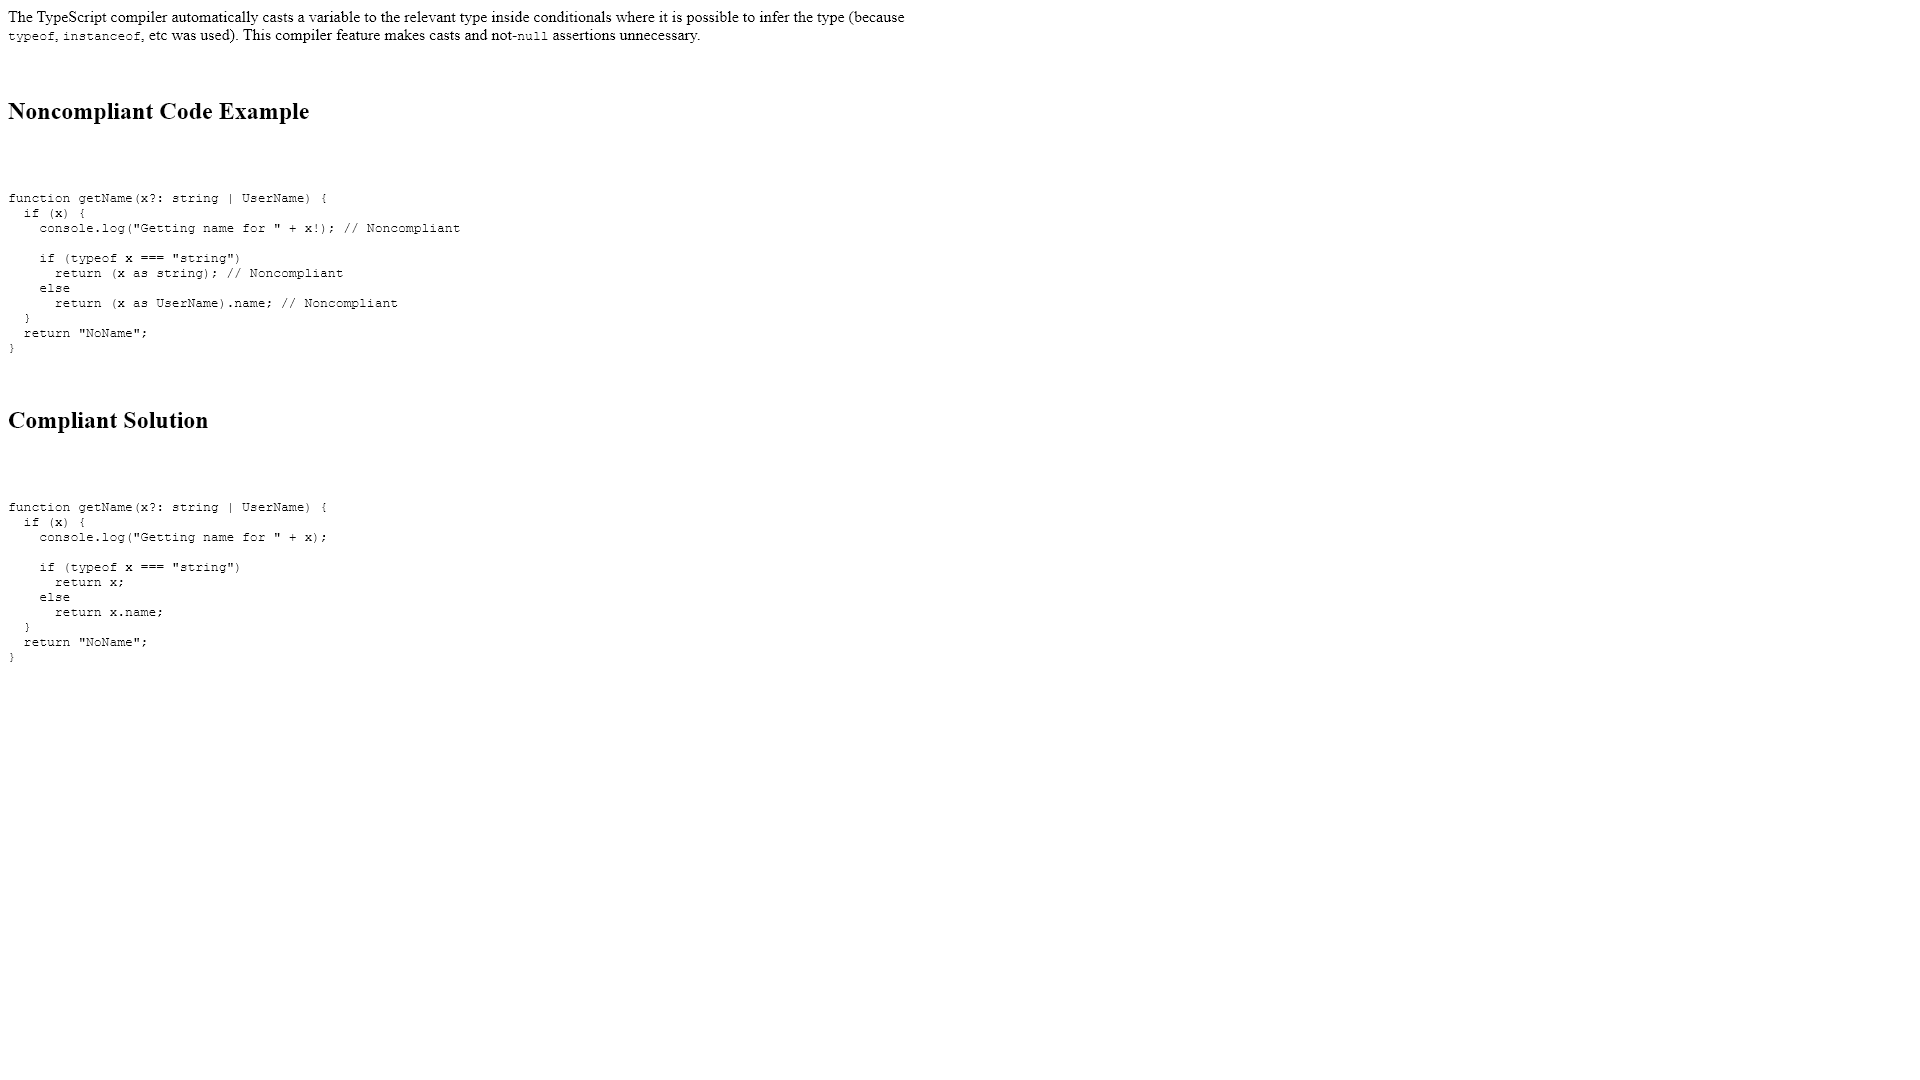 The TypeScript compiler automatically casts a variable to the relevant type inside conditionals where it is possible to infer the type (because
typeof, instanceof, etc was used). This compiler feature makes casts and not-null assertions unnecessary.
Noncompliant Code Example
function getName(x?: string | UserName) {
  if (x) {
    console.log("Getting name for " + x!); // Noncompliant
    if (typeof x === "string")
      return (x as string); // Noncompliant
    else
      return (x as UserName).name; // Noncompliant
  }
  return "NoName";
}
Compliant Solution
function getName(x?: string | UserName) {
  if (x) {
    console.log("Getting name for " + x);
    if (typeof x === "string")
      return x;
    else
      return x.name;
  }
  return "NoName";
}